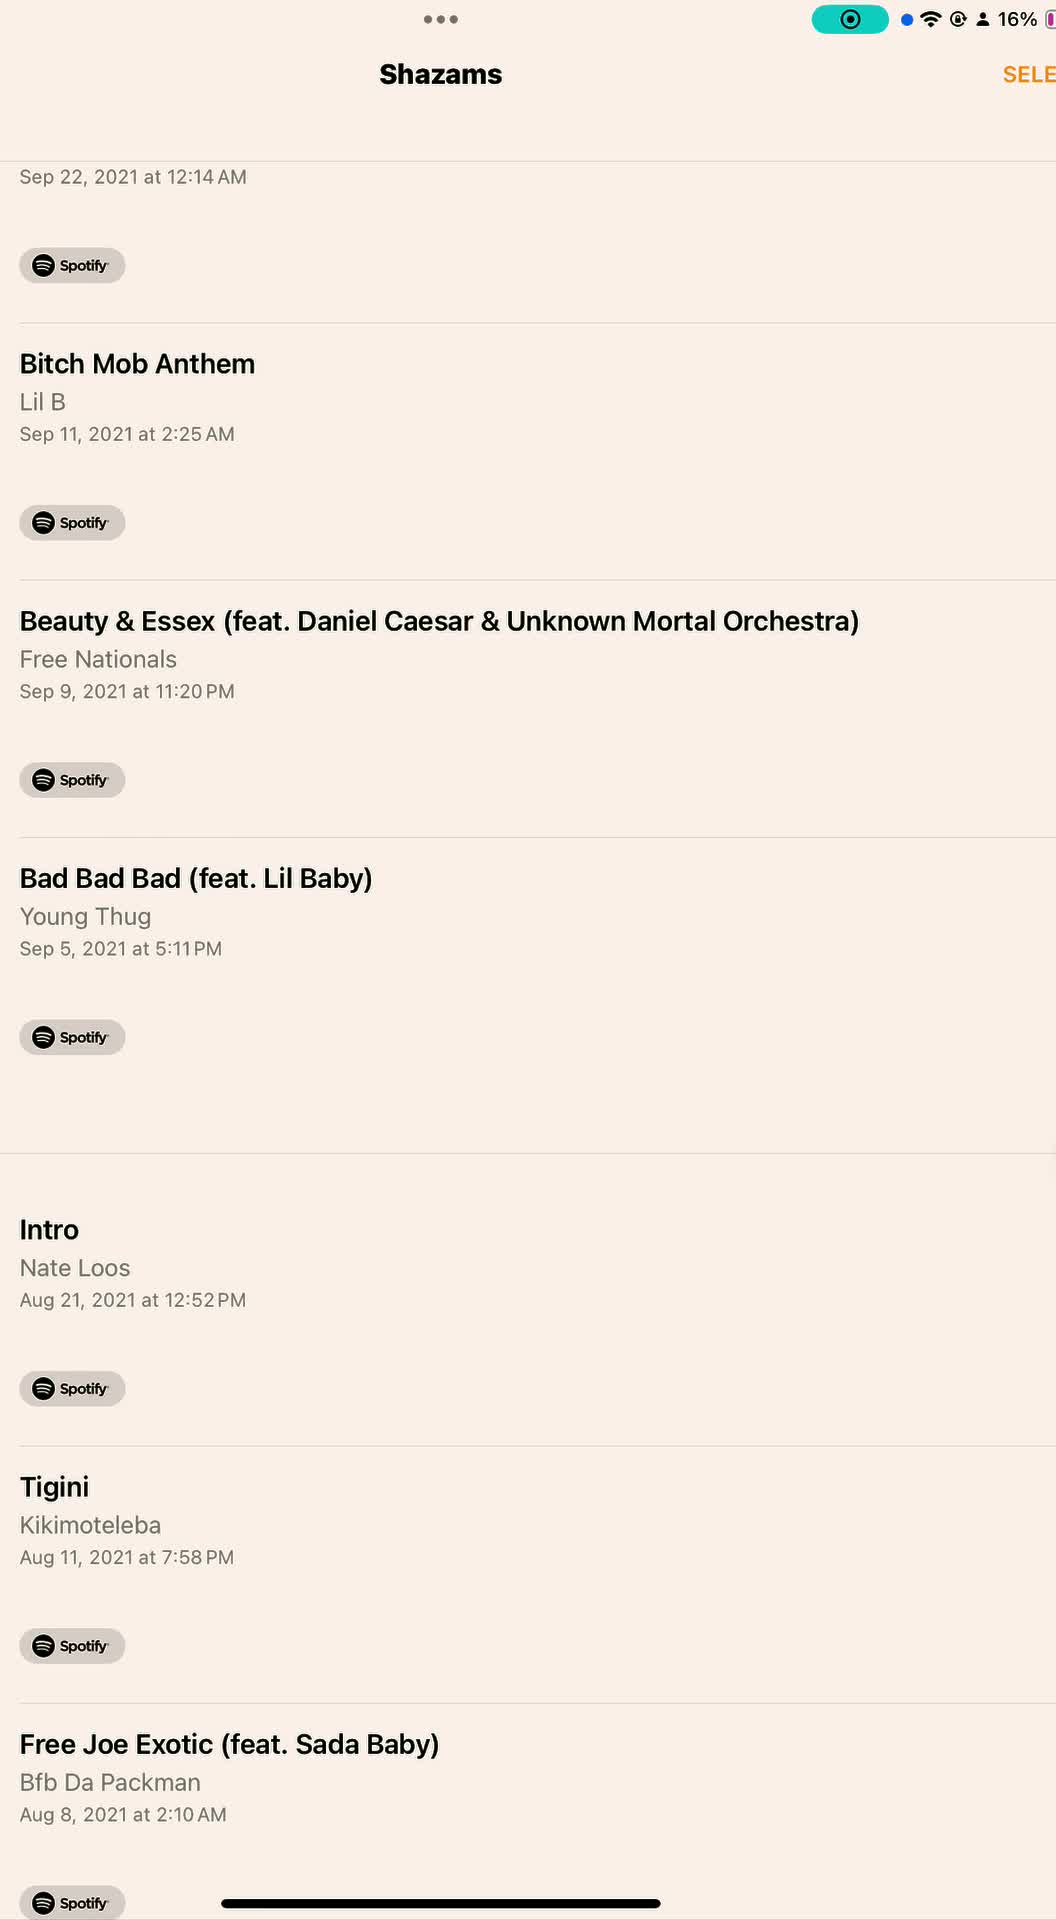 16%
Shazams
SELE
Sep 22, 2021 at 12:14 AM
Spotify
Bitch Mob Anthem
Lil B
Sep 11, 2021 at 2:25 AM
Spotify
Beauty & Essex (feat. Daniel Caesar & Unknown Mortal Orchestra)
Free Nationals
Sep 9, 2021 at 11:20 PM
Spotify
Bad Bad Bad (feat. Lil Baby)
Young Thug
Sep 5, 2021 at 5:11 PM
Spotify
Intro
Nate Loos
Aug 21, 2021 at 12:52 PM
Spotify
Tigini
Kikimoteleba
Aug 11, 2021 at 7:58 PM
Spotify
Free Joe Exotic (feat. Sada Baby)
Bfb Da Packman
Aug 8, 2021 at 2:10 AM
Spotify